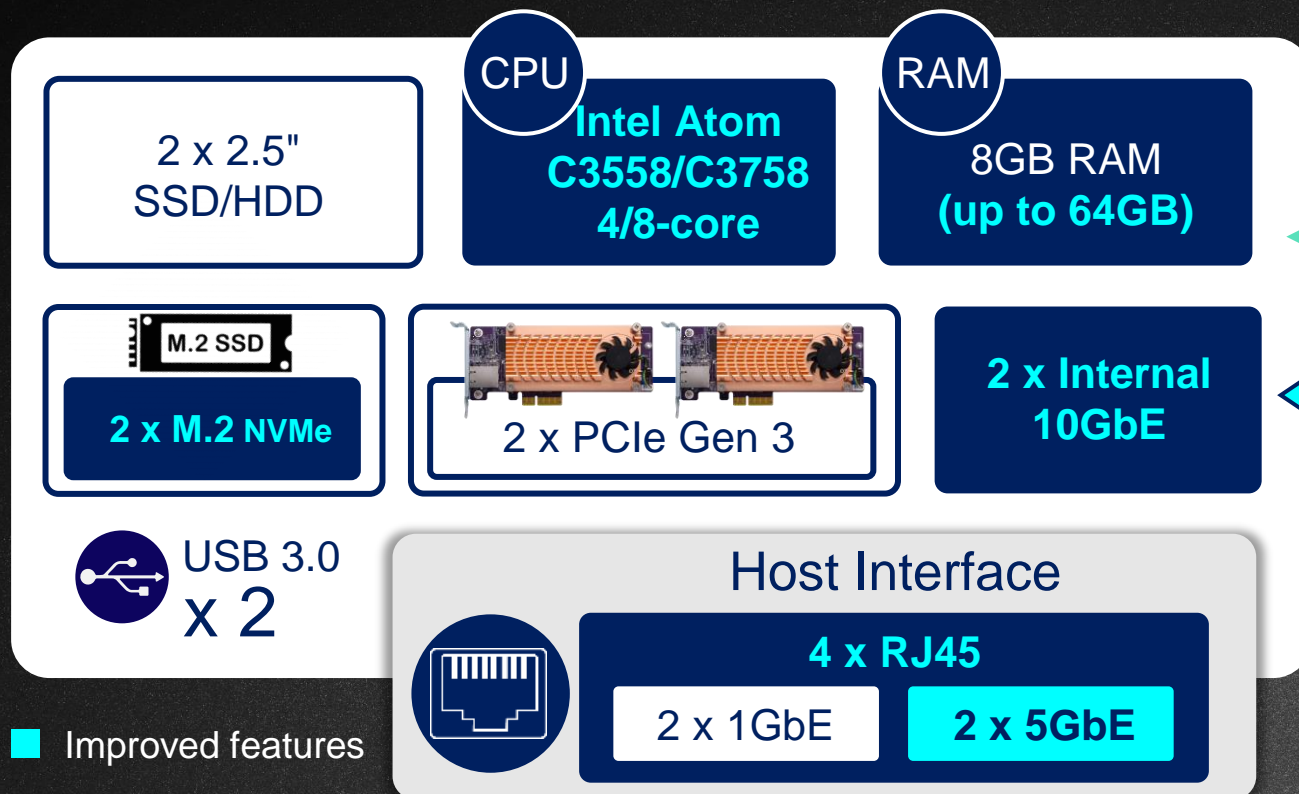 CPU
RAM
2 x 2.5"
SSD/HDD
Intel Atom
C3558/C3758
4/8-core
8GB RAM
(up to 64GB)
M.2 SSD
2 x M.2 NVMe
2 x PCIe Gen 3
2 x Internal
10GbE
USB 3.0
x 2
Host Interface
4 x RJ45
2 x 1GbE
2 x 5GbE
Improved features